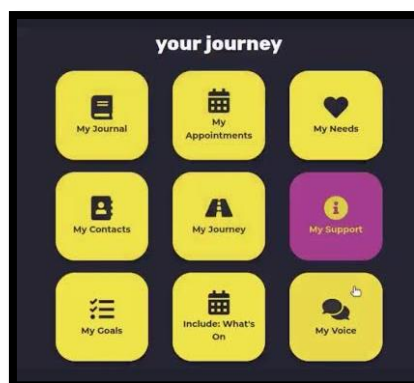 your journey
My Journal
My
Appointments
My Needs
My Contacts
My Journey
My Support
My Goals
Include: What's
On
My Voice